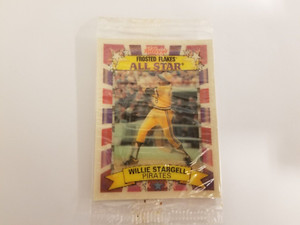 FROSTED FLAKES
ALL STAR
WILLIE STARGELL
PIRATES